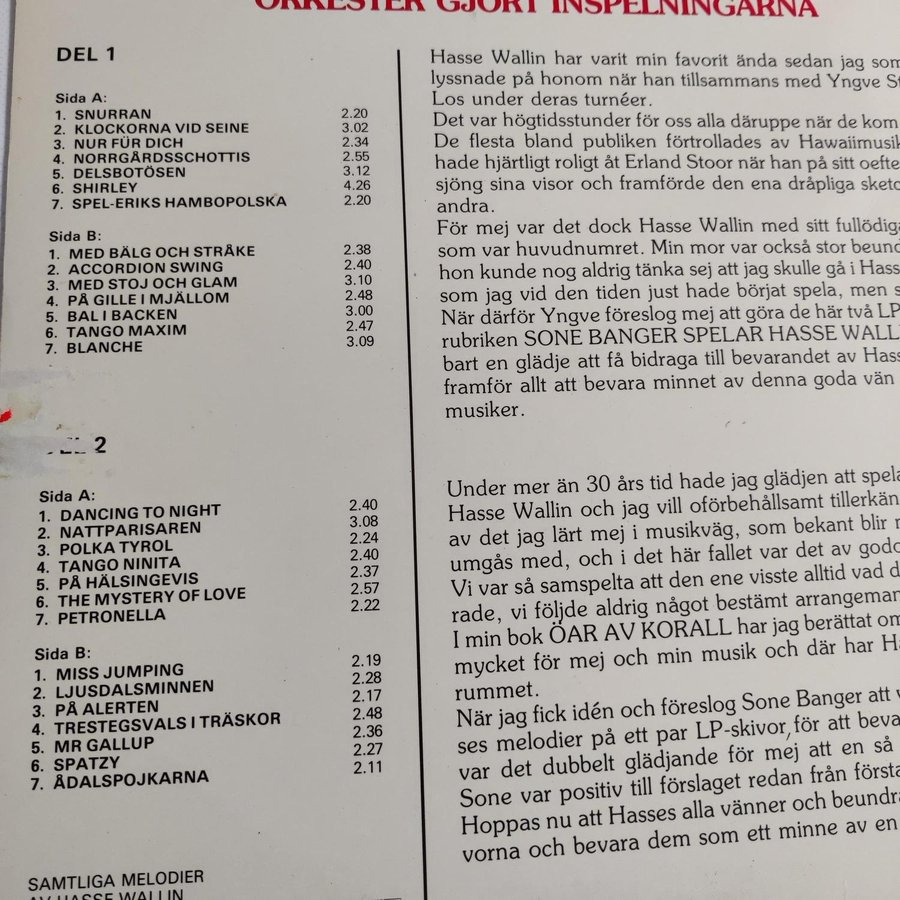 ORKESTER GJORT INSPELNINGARNA
DEL 1
Sida A:
1. SNURRAN 2.20
2. KLOCKORNA VID SEINE 3.02
3. NUR FÜR DICH 2.34
4. NORRGÅRDSSCHOTTIS 2.55
5. DELSBOTÖSEN 3.12
6. SHIRLEY 4.26
7. SPEL-ERIKS HAMBOPOLSKA 2.20
Sida B:
1. MED BÄLG OCH STRÅKE 2.38
2. ACCORDION SWING 2.40
3. MED STOJ OCH GLAM 3.10
4. PÅ GILLE I MJÄLLOM 2.48
5. BAL I BACKEN 3.00
6. TANGO MAXIM 2.47
7. BLANCHE 3.09
2
Sida A:
1. DANCING TO NIGHT 2.40
2. NATTPARISAREN 3.08
3. POLKA TYROL 2.24
4. TANGO NINITA 2.40
5. PÅ HÄLSINGEVIS 2.37
6. THE MYSTERY OF LOVE 2.57
7. PETRONELLA 2.22
Sida B:
1. MISS JUMPING 2.19
2. LJUSDALSMINNEN 2.28
3. PÅ ALERTEN 2.17
4. TRESTEGSVALS I TRÄSKOR 2.48
5. MR GALLUP 2.36
6. SPATZY 2.27
7. ÅDALSPOJKARNA 2.11
SAMTLIGA MELODIER
AV HASSE WALLIN
Hasse Wallin har varit min favorit ända sedan jag som
lyssnade på honom när han tillsammans med Yngve St
Los under deras turnéer.
Det var högtidsstunder för oss alla däruppe när de kom
De flesta bland publiken förtrollades av Hawaiimusik
hade hjärtligt roligt åt Erland Stoor när han på sitt oefte
sjöng sina visor och framförde den ena dråpliga sketc
andra.
För mej var det dock Hasse Wallin med sitt fullödiga
som var huvudnumret. Min mor var också stor beund
hon kunde nog aldrig tänka sej att jag skulle gå i Hass
som jag vid den tiden just hade börjat spela, men s
När därför Yngve föreslog mej att göra de här två LP
rubriken SONE BANGER SPELAR HASSE WALLI
bart en glädje att få bidraga till bevarandet av Hass
framför allt att bevara minnet av denna goda vän
musiker.
Under mer än 30 års tid hade jag glädjen att spela
Hasse Wallin och jag vill oförbehållsamt tillerkän
av det jag lärt mej i musikväg, som bekant blir
umgås med, och i det här fallet var det av godo
Vi var så samspelta att den ene visste alltid vad d
rade, vi följde aldrig något bestämt arrangeman
I min bok ÖAR AV KORALL har jag berättat om
mycket för mej och min musik och där har Ha
rummet.
När jag fick idén och föreslog Sone Banger att v
ses melodier på ett par LP-skivor, för att beva
var det dubbelt glädjande för mej att en så
Sone var positiv till förslaget redan från första
Hoppas nu att Hasses alla vänner och beundra
vorna och bevara dem som ett minne av en